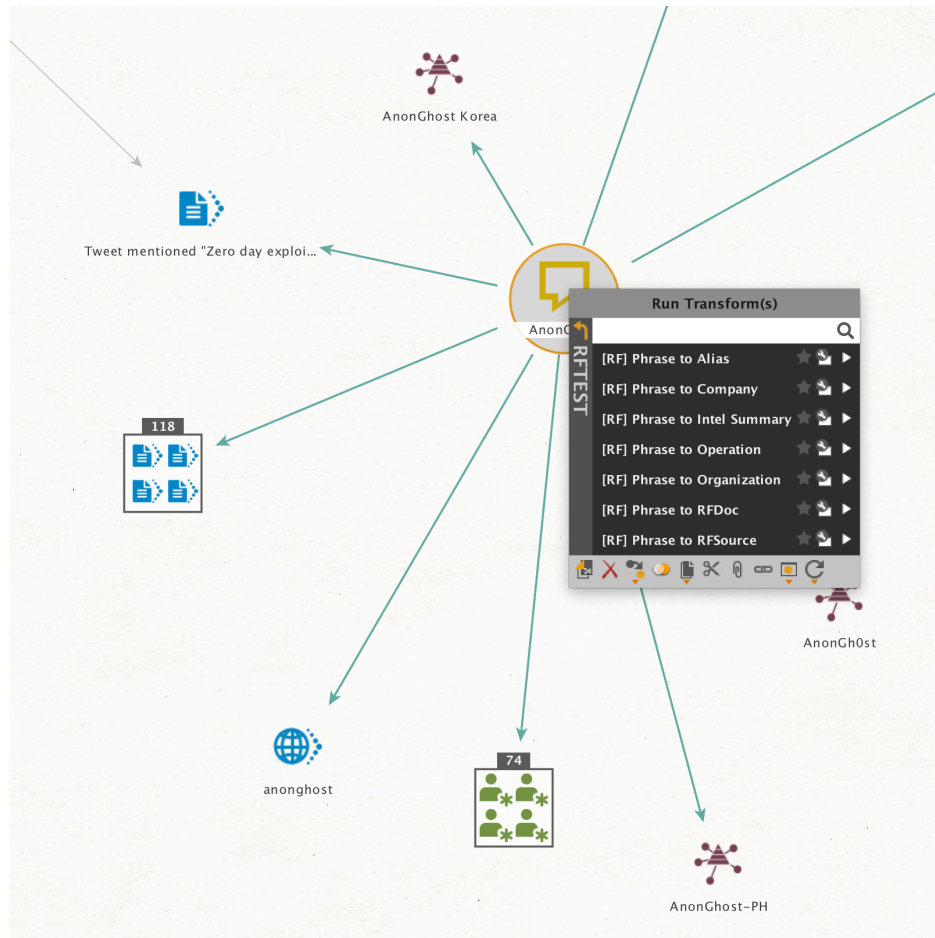 AnonGhost Korea
Tweet mentioned "Zero day exploi...
Run Transform(s)
RFTEST
[RF] Phrase to Alias
[RF] Phrase to Company
[RF] Phrase to Intel Summary
[RF] Phrase to Operation
[RF] Phrase to Organization
[RF] Phrase to RFDoc
[RF] Phrase to RFSource
118
AnonGh0st
74
anonghost
AnonGhost-PH